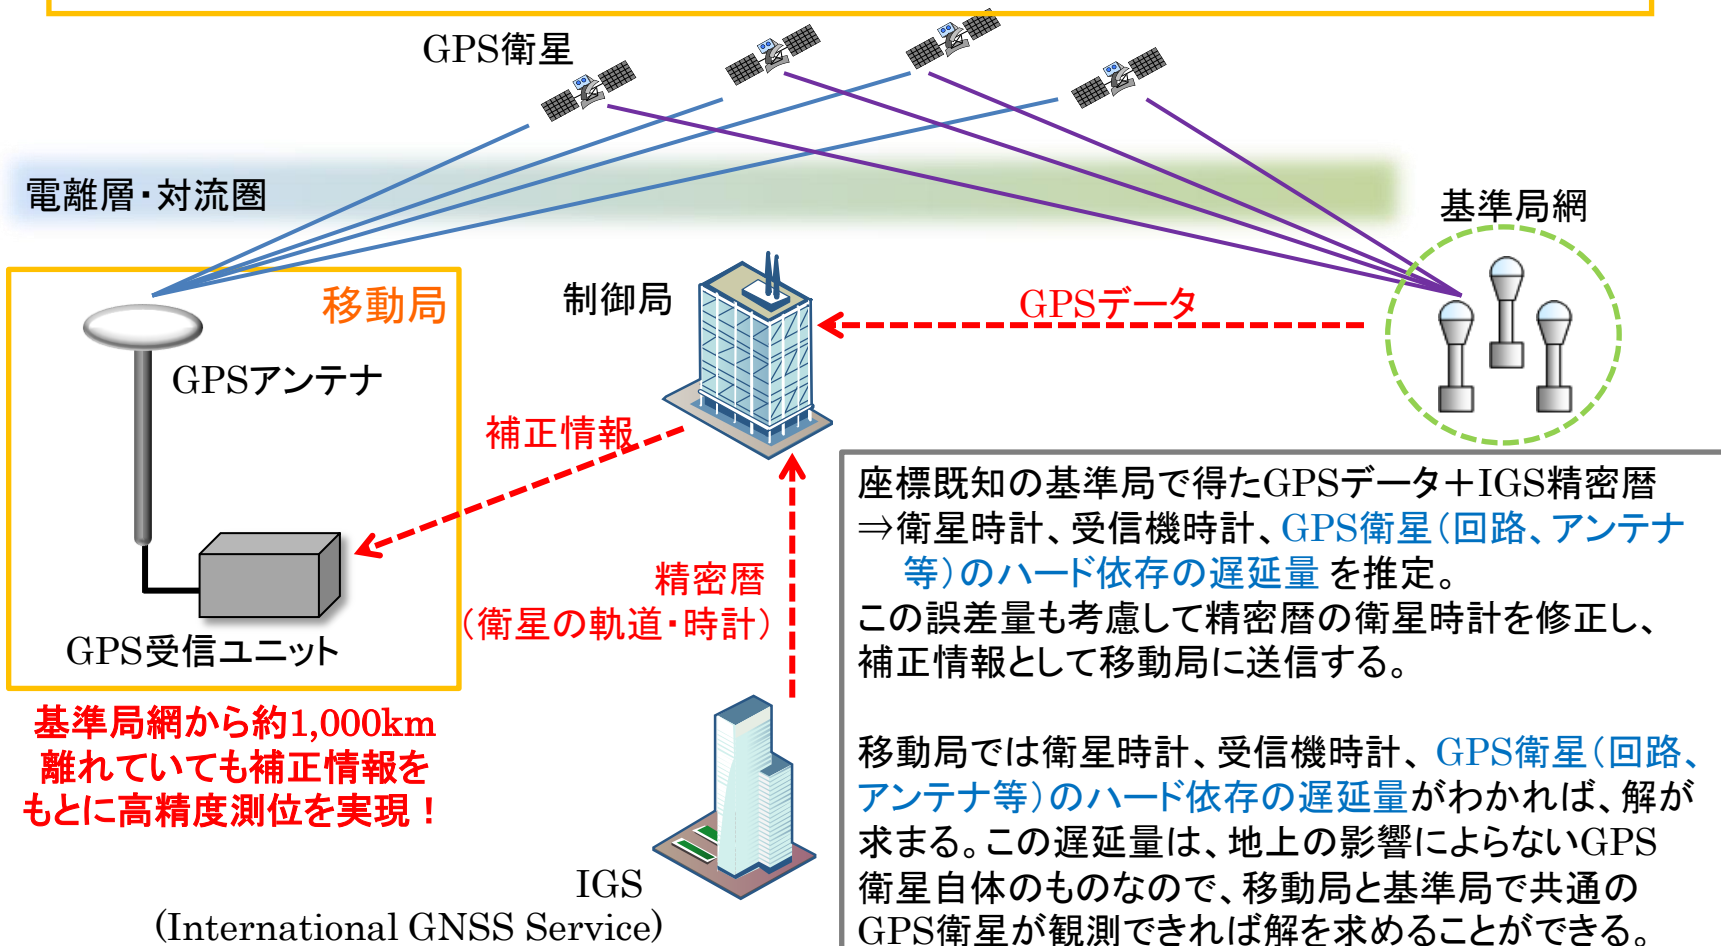 GPS衛星
電離層・対流圏
基準局網
移動局
制御局
GPSデータ
GPSアンテナ
補正情報
精密暦
（衛星の軌道・時計）
GPS受信ユニット
基準局網から約1,000km
離れていても補正情報を
もとに高精度測位を実現！
IGS
(International GNSS Service)
座標既知の基準局で得たGPSデータ＋IGS精密暦
⇒衛星時計、受信機時計、GPS衛星（回路、アンテナ
等）のハード依存の遅延量 を推定。
この誤差量も考慮して精密暦の衛星時計を修正し、
補正情報として移動局に送信する。
移動局では衛星時計、受信機時計、 GPS衛星（回路、
アンテナ等）のハード依存の遅延量がわかれば、解が
求まる。この遅延量は、地上の影響によらないGPS
衛星自体のものなので、移動局と基準局で共通の
GPS衛星が観測できれば解を求めることができる。